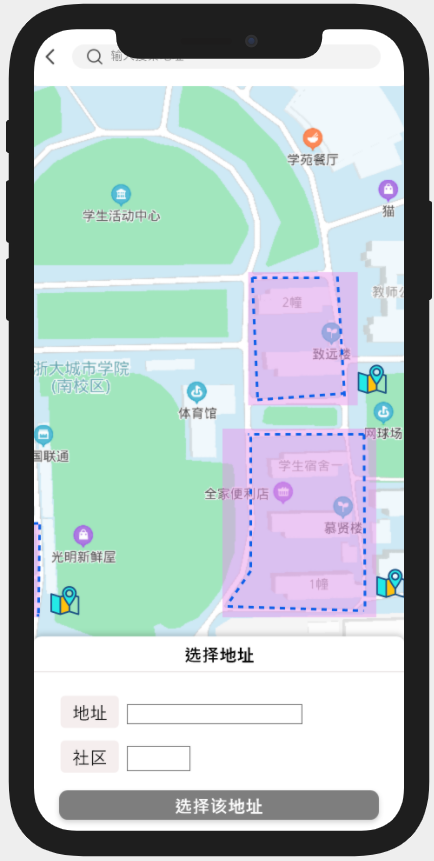 学苑餐厅
猫
学生活动中心
2幢
教师公
致远楼
浙大城市学院
(南校区)
体育馆
网球场
国联通
学生宿舍一
全家便利店
慕贤楼
光明新鲜屋
1幢
选择地址
地址
社区
选择该地址